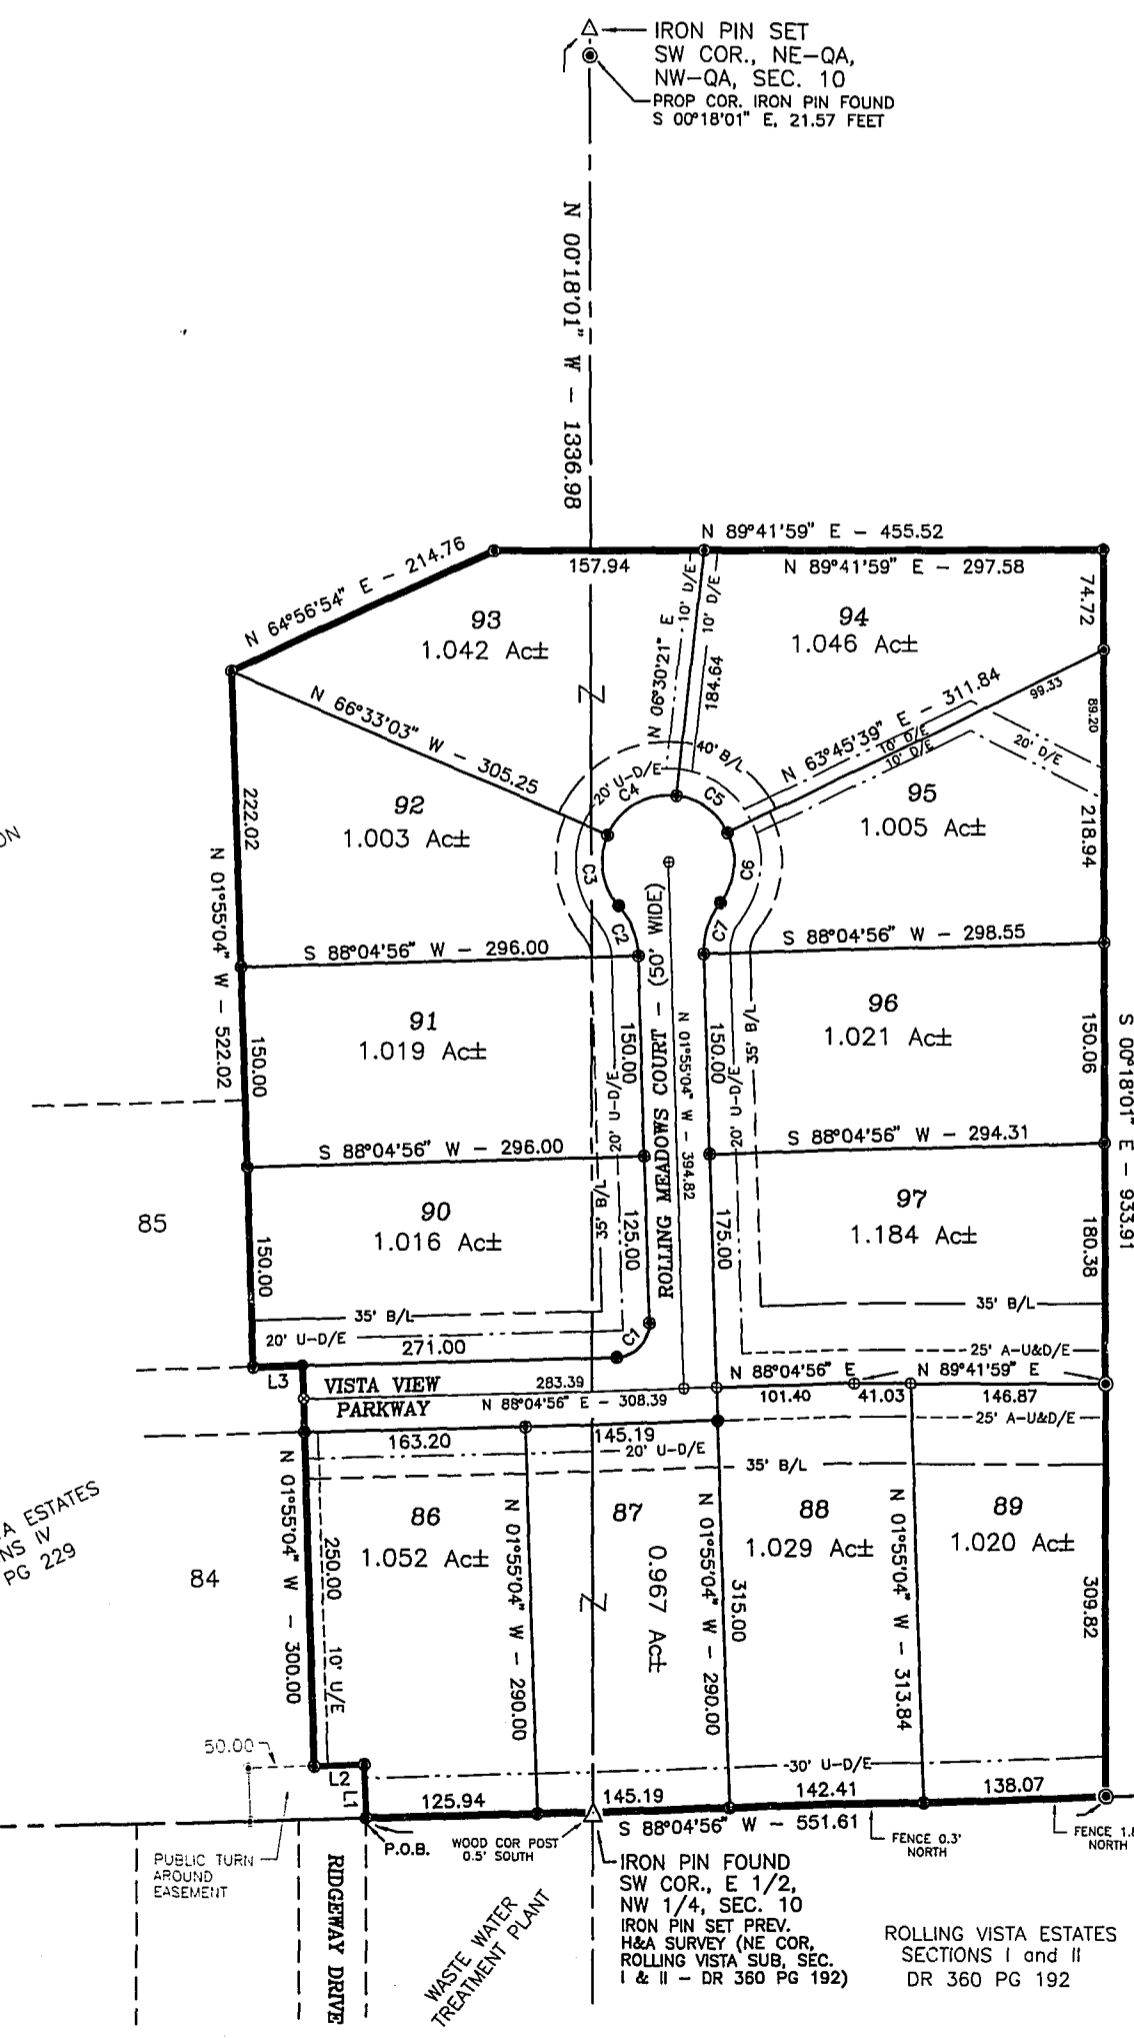 IRON PIN SET
SW COR., NE-QA,
NW-QA, SEC. 10
PROP COR. IRON PIN FOUND
S 00°18'01" E, 21.57 FEET
N 00°18'01" W - 1336.98
N 89°41'59" E - 455.52
N 64°56'54" E - 214.76
157.94
N 89°41'59" E - 297.58
10' D/E
10' D/E
74.72
93
1.042 Ac±
94
1.046 Ac±
N 06°30'21" E
184.64
N 66°33'03" W - 305.25
N 63°45'39" E - 311.84
99.33
89.20
10' D/E
10' D/E
20' D/E
40' B/L
20' U-D/E
C4
C5
222.02
92
1.003 Ac±
95
1.005 Ac±
218.94
ON
C3
C6
C2
C7
N 01°55'04" W - 522.02
S 88°04'56" W - 296.00
S 88°04'56" W - 298.55
91
1.019 Ac±
96
1.021 Ac±
150.00
150.00
150.00
150.06
ROLLING MEADOWS COURT - (50' WIDE)
N 01°55'04" W - 394.82
20' U-D/E
20' U-D/E
35' B/L
35' B/L
S 00°18'01" E - 933.91
S 88°04'56" W - 296.00
S 88°04'56" W - 294.31
85
90
1.016 Ac±
97
1.184 Ac±
150.00
125.00
175.00
180.38
35' B/L
35' B/L
20' U-D/E
271.00
C1
25' A-U&D/E
L3
VISTA VIEW
PARKWAY
283.39
N 88°04'56" E - 308.39
N 88°04'56" E
N 89°41'59" E
101.40
41.03
146.87
25' A-U&D/E
163.20
145.19
20' U-D/E
35' B/L
A ESTATES
NS IV
PG 229
84
N 01°55'04" W - 300.00
250.00
10' U/E
86
1.052 Ac±
N 01°55'04" W - 290.00
87
0.967 Ac±
N 01°55'04" W - 290.00
315.00
88
1.029 Ac±
N 01°55'04" W - 313.84
89
1.020 Ac±
309.82
50.00
L2
L1
30' U-D/E
125.94
145.19
142.41
138.07
S 88°04'56" W - 551.61
P.O.B.
WOOD COR POST
0.5' SOUTH
FENCE 0.3'
NORTH
FENCE 1.8
NORTH
PUBLIC TURN
AROUND
EASEMENT
RIDGEWAY DRIVE
WASTE WATER
TREATMENT PLANT
IRON PIN FOUND
SW COR., E 1/2,
NW 1/4, SEC. 10
IRON PIN SET PREV.
H&A SURVEY (NE COR,
ROLLING VISTA SUB, SEC.
I & II - DR 360 PG 192)
ROLLING VISTA ESTATES
SECTIONS I and II
DR 360 PG 192